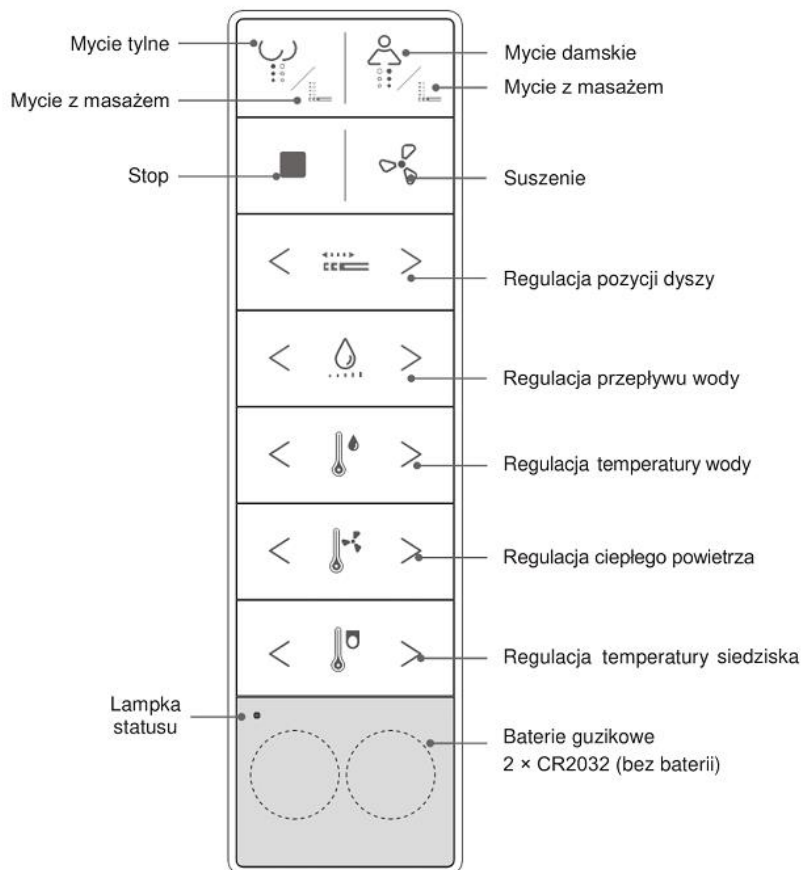 Mycie tylne
Mycie damskie
Mycie z masażem
Mycie z masażem
Stop
Suszenie
Regulacja pozycji dyszy
Regulacja przepływu wody
Regulacja temperatury wody
Regulacja ciepłego powietrza
Regulacja temperatury siedziska
Lampka
statusu
Baterie guzikowe
2 × CR2032 (bez baterii)